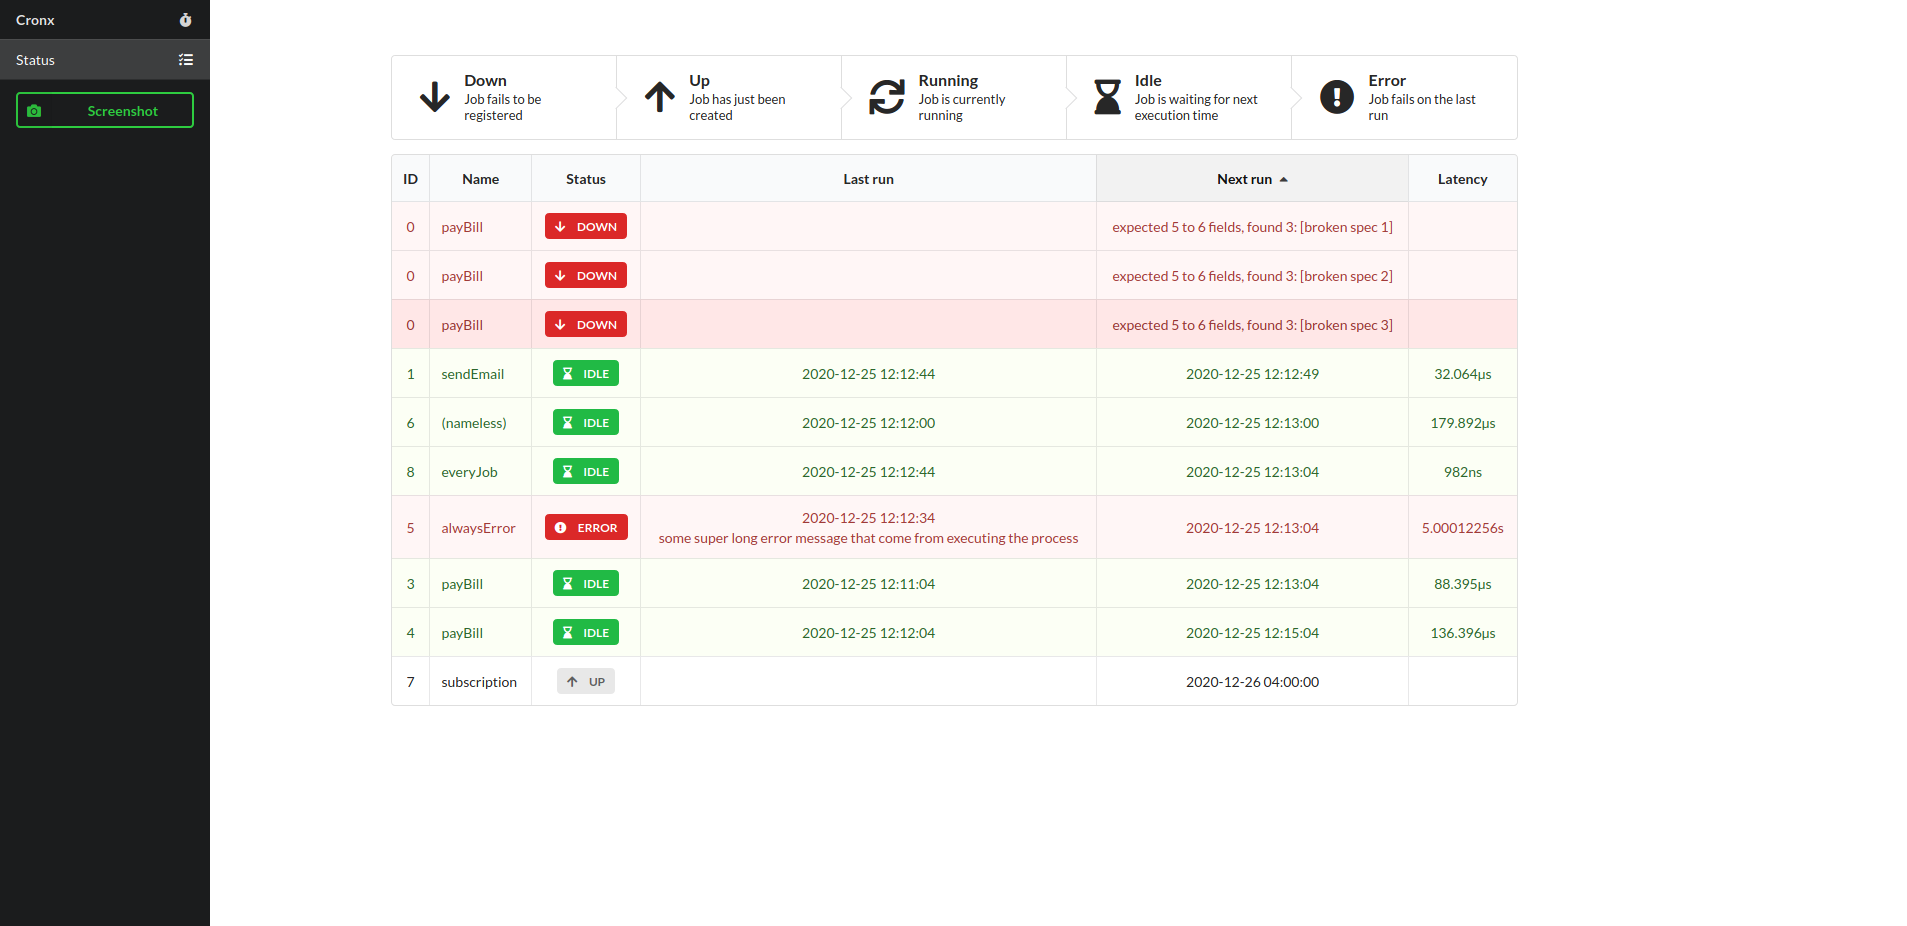 Cronx
Status
Screenshot
Down
Job fails to be
registered
Up
Job has just been
created
Running
Job is currently
running
Idle
Job is waiting for next
execution time
Error
Job fails on the last
run
ID Name Status Last run Next run Latency
0 payBill DOWN expected 5 to 6 fields, found 3: [broken spec 1]
0 payBill DOWN expected 5 to 6 fields, found 3: [broken spec 2]
0 payBill DOWN expected 5 to 6 fields, found 3: [broken spec 3]
1 sendEmail IDLE 2020-12-25 12:12:44 2020-12-25 12:12:49 32.064µs
6 (nameless) IDLE 2020-12-25 12:12:00 2020-12-25 12:13:00 179.892µs
8 everyJob IDLE 2020-12-25 12:12:44 2020-12-25 12:13:04 982ns
5 alwaysError ERROR 2020-12-25 12:12:34 2020-12-25 12:13:04 5.00012256s
some super long error message that come from executing the process
3 payBill IDLE 2020-12-25 12:11:04 2020-12-25 12:13:04 88.395µs
4 payBill IDLE 2020-12-25 12:12:04 2020-12-25 12:15:04 136.396µs
7 subscription UP 2020-12-26 04:00:00